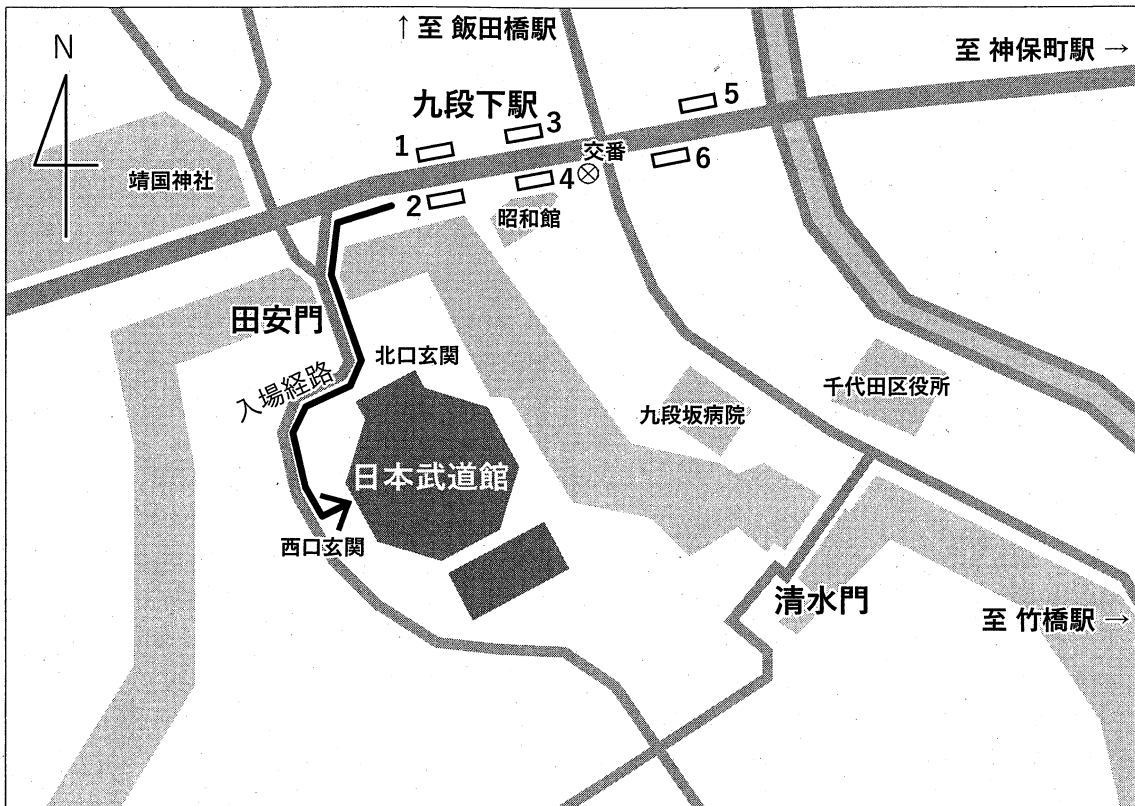 N
↑至 飯田橋駅
至 神保町駅 →
九段下駅
1
3
5
2
4
交番
6
靖国神社
昭和館
田安門
北口玄関
入場経路
九段坂病院
千代田区役所
日本武道館
西口玄関
清水門
至 竹橋駅 →